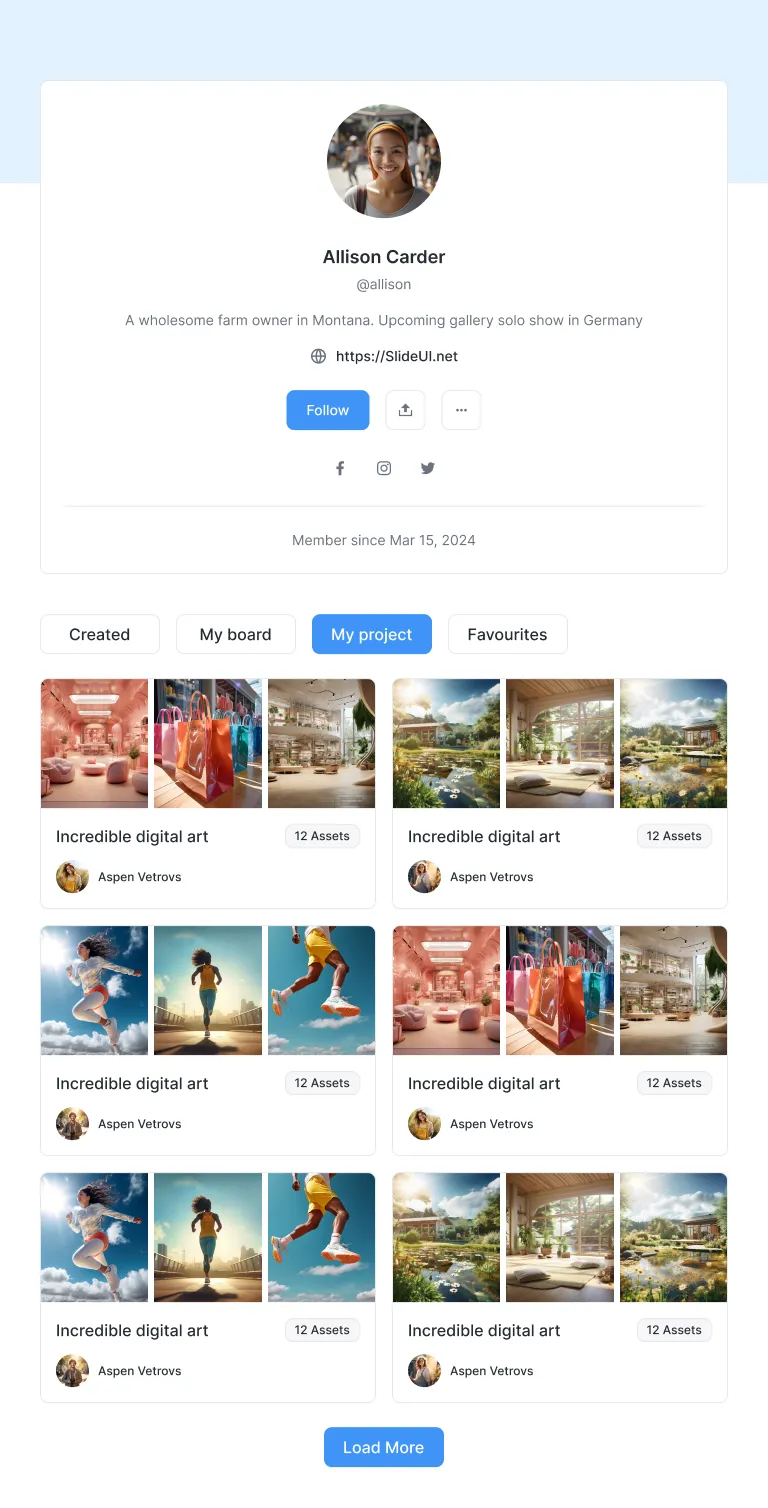 Allison Carder
@allison
A wholesome farm owner in Montana. Upcoming gallery solo show in Germany
https://SlideUI.net
Follow
Member since Mar 15, 2024
Created My board My project Favourites
Incredible digital art 12 Assets
Aspen Vetrovs
Incredible digital art 12 Assets
Aspen Vetrovs
Incredible digital art 12 Assets
Aspen Vetrovs
Incredible digital art 12 Assets
Aspen Vetrovs
Incredible digital art 12 Assets
Aspen Vetrovs
Incredible digital art 12 Assets
Aspen Vetrovs
Load More